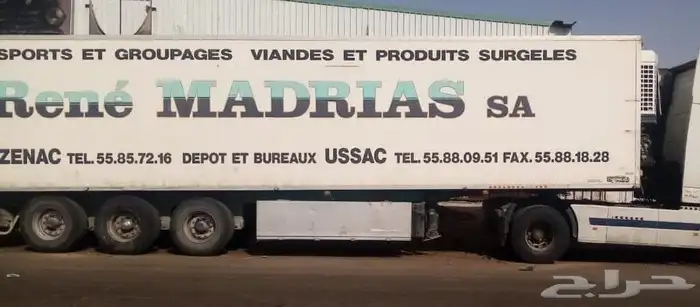 SPORTS ET GROUPAGES VIANDES ET PRODUITS SURGELES
René MADRIAS SA
ZENAC TEL.55.85.72.16 DEPOT ET BUREAUX USSAC TEL.55.88.09.51 FAX.55.88.18.28
حراج